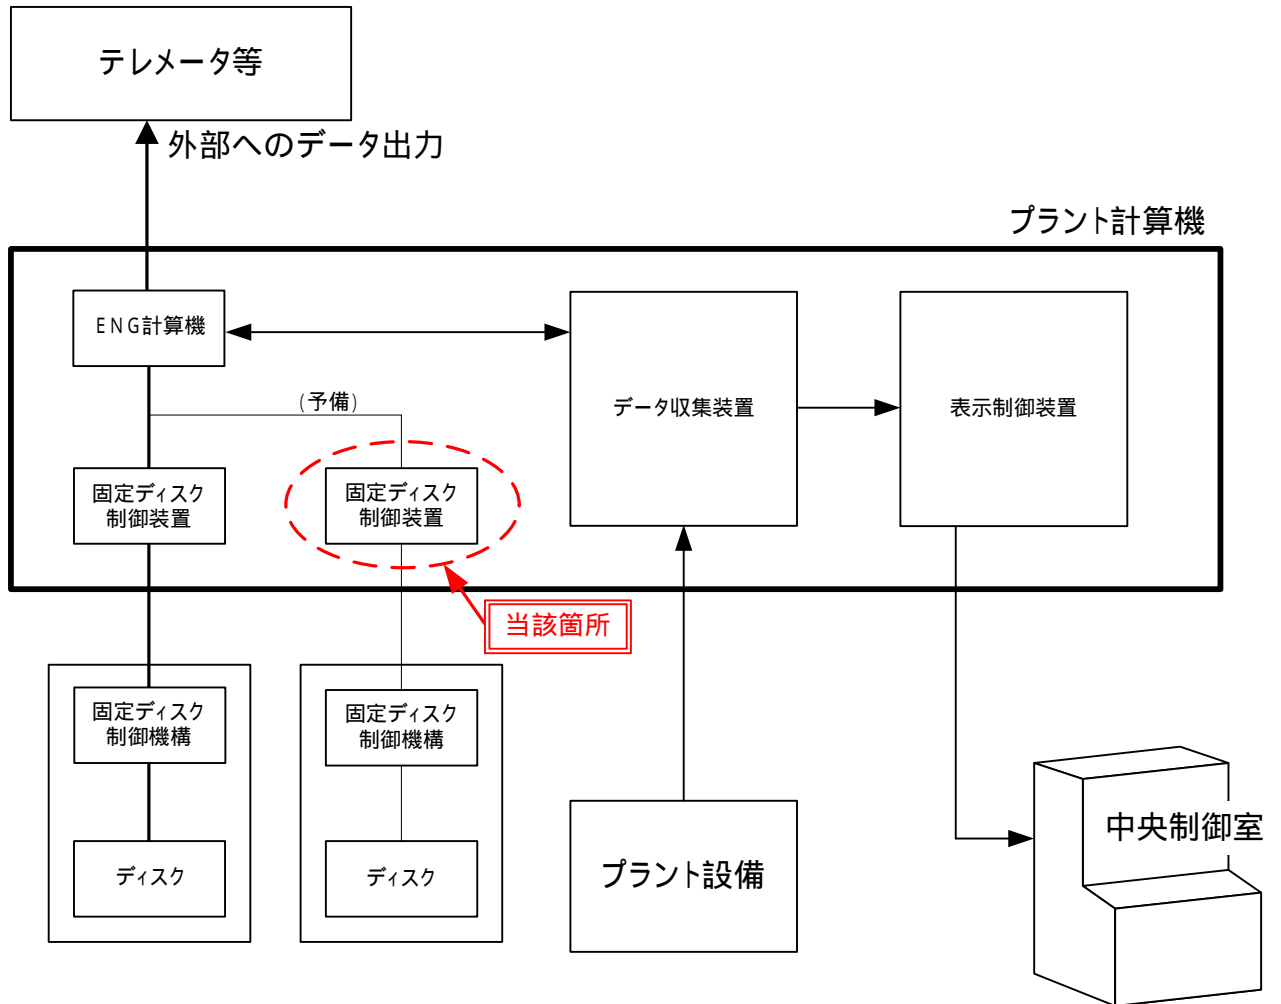 テレメータ等
外部へのデータ出力
プラント計算機
ENG計算機
(予備)
データ収集装置
表示制御装置
固定ディスク
制御装置
固定ディスク
制御装置
当該箇所
固定ディスク
制御機構
固定ディスク
制御機構
ディスク
ディスク
プラント設備
中央制御室